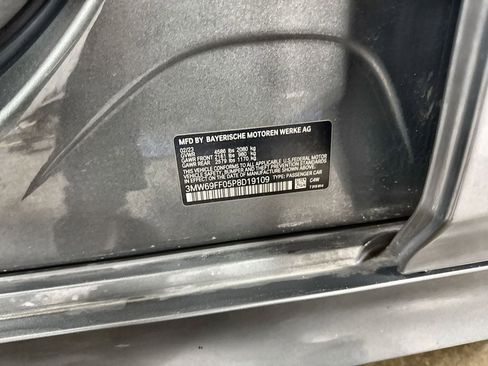 MFD BY BAYERISCHE MOTOREN WERKE AG
02/23
GVWR 4586 lbs 2080 kg
GAWR FRONT 2161 lbs 980 kg
GAWR REAR 2579 lbs 1170 kg
THIS VEHICLE CONFORMS TO ALL APPLICABLE U.S. FEDERAL MOTOR
VEHICLE SAFETY, BUMPER AND THEFT PREVENTION STANDARDS
IN EFFECT ON THE DATE OF MANUFACTURE SHOWN ABOVE.
3MW69FF05P8D19109 TYPE: PASSENGER CAR
C4W